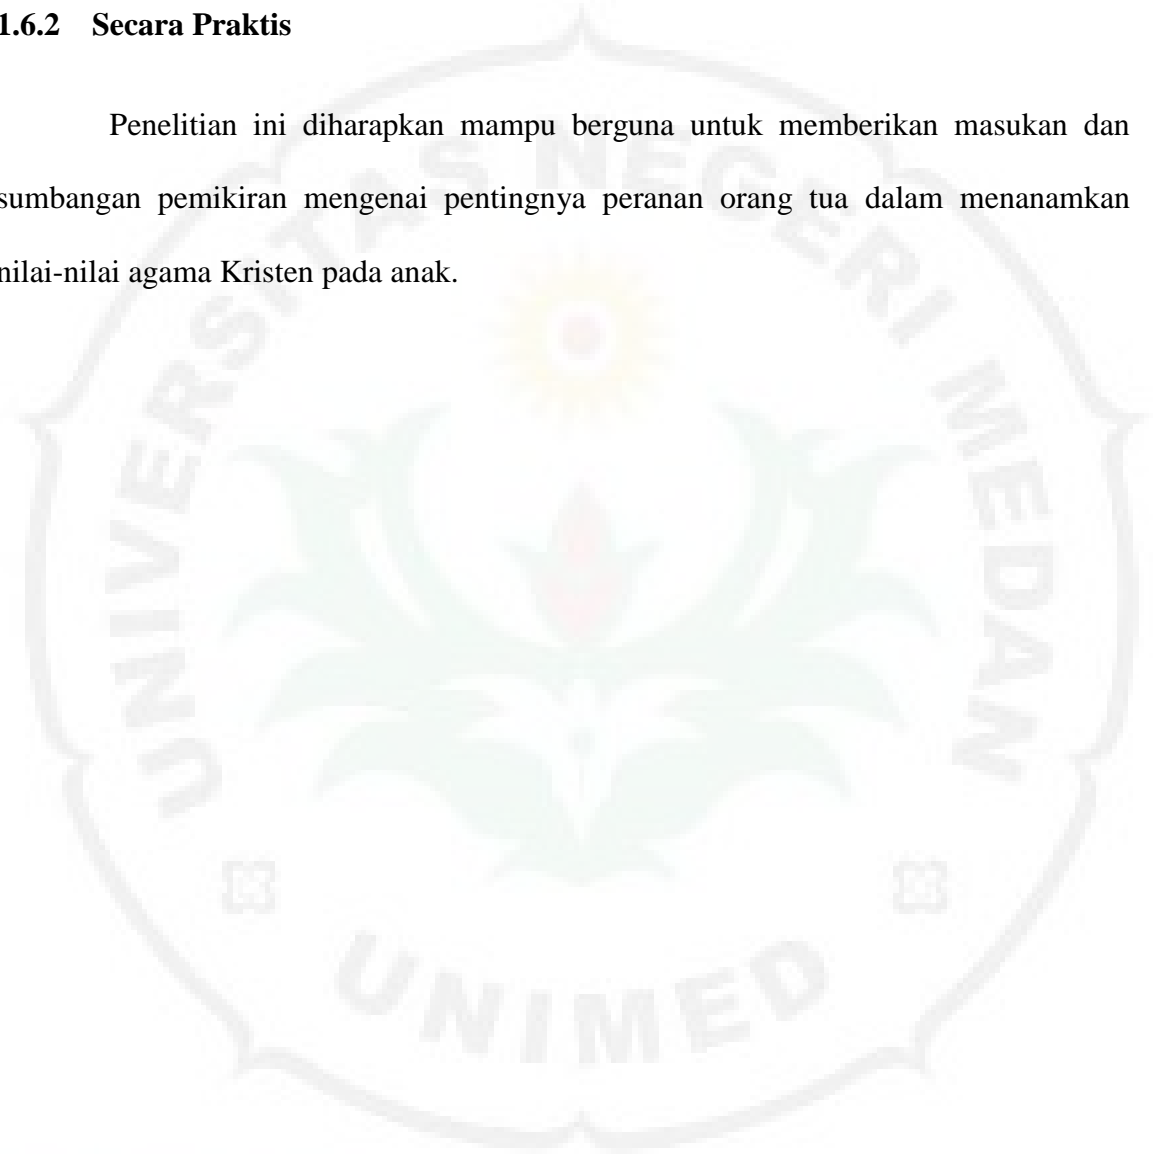 1.6.2 Secara Praktis
Penelitian ini diharapkan mampu berguna untuk memberikan masukan dan
sumbangan pemikiran mengenai pentingnya peranan orang tua dalam menanamkan
nilai-nilai agama Kristen pada anak.
UNIVERSITAS NEGERI MEDAN
UNIMED